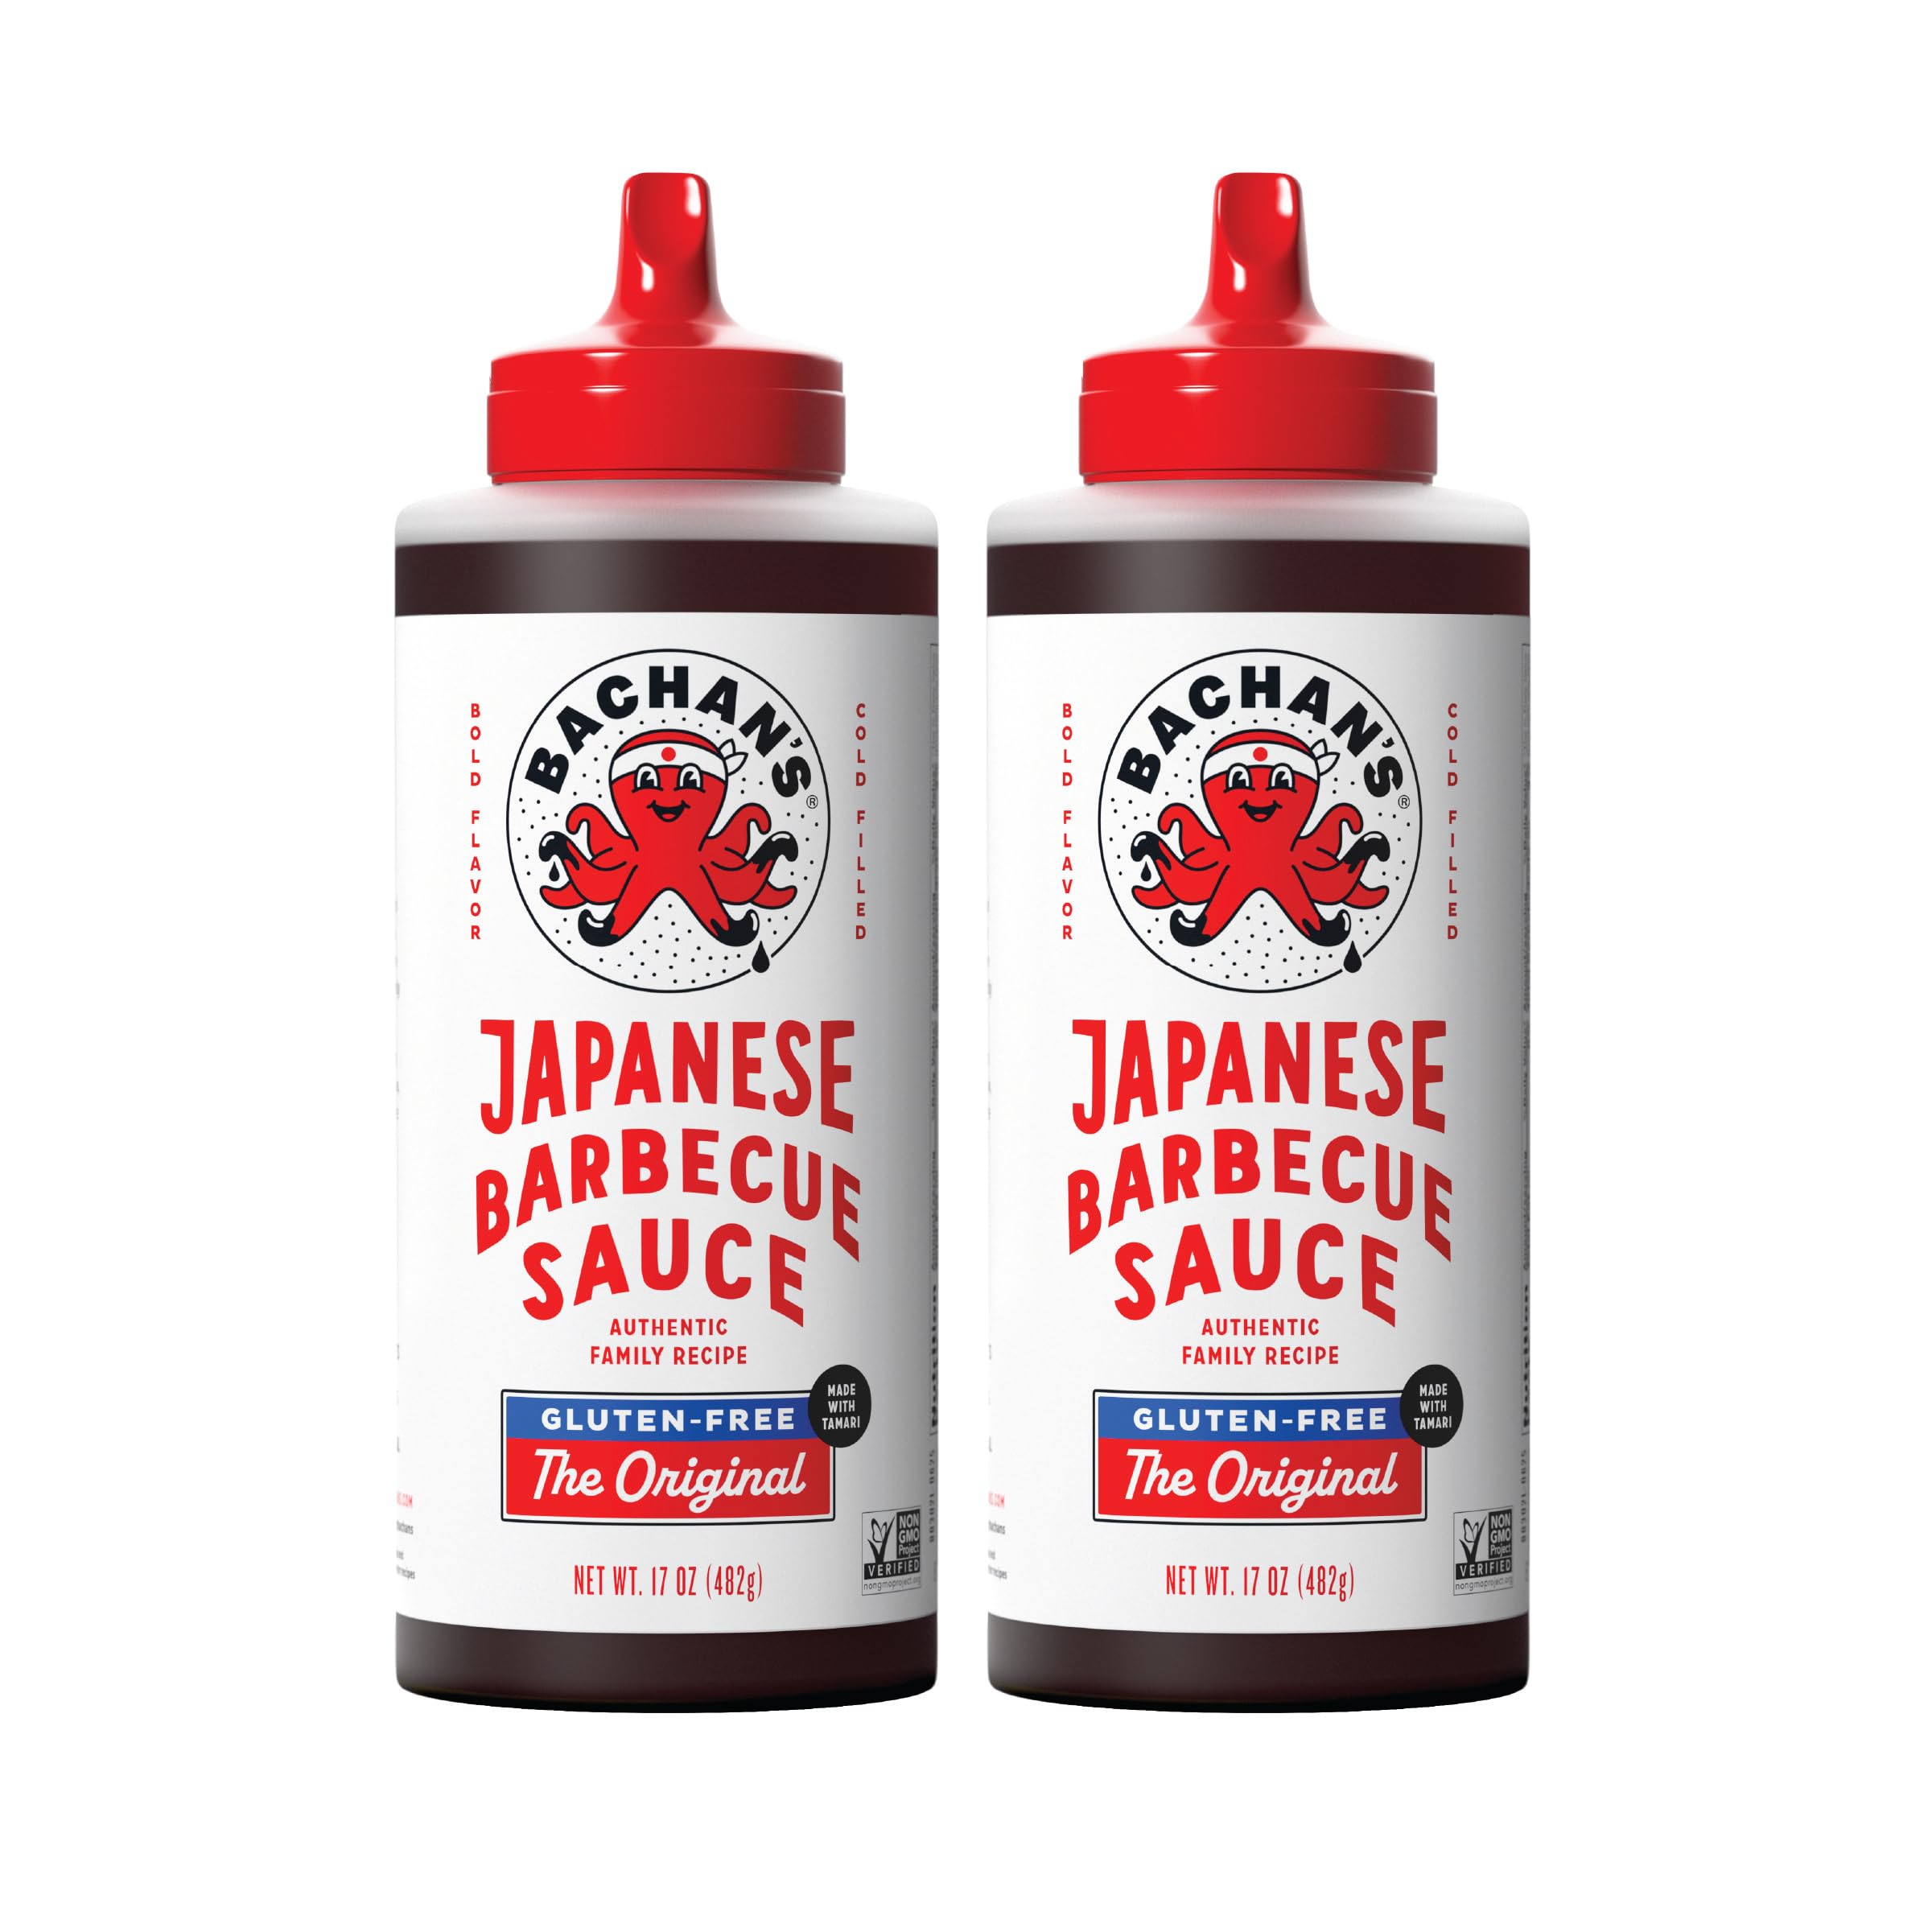 BACHAN'S®
BOLD FLAVOR
COLD FILLED
JAPANESE
BARBECUE
SAUCE
AUTHENTIC
FAMILY RECIPE
GLUTEN-FREE
MADE
WITH
TAMARI
The Original
NON
GMO
Project
VERIFIED
nongmoproject.org
NET WT. 17 OZ (482g)
BACHAN'S®
BOLD FLAVOR
COLD FILLED
JAPANESE
BARBECUE
SAUCE
AUTHENTIC
FAMILY RECIPE
GLUTEN-FREE
MADE
WITH
TAMARI
The Original
NON
GMO
Project
VERIFIED
nongmoproject.org
NET WT. 17 OZ (482g)